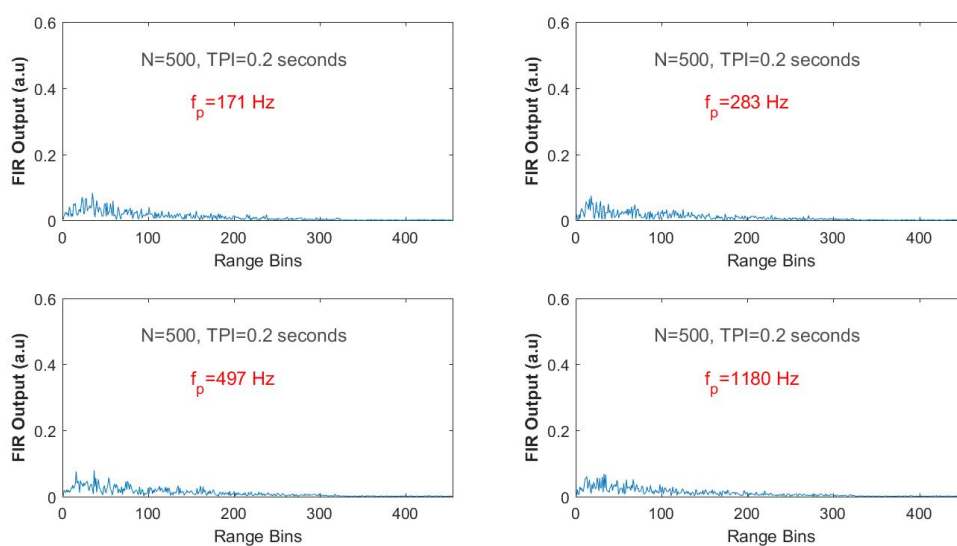 0.6
0.4
0.2
0
FIR Output (a.u)
N=500, TPI=0.2 seconds
f_p=171 Hz
0 100 200 300 400
Range Bins
0.6
0.4
0.2
0
FIR Output (a.u)
N=500, TPI=0.2 seconds
f_p=283 Hz
0 100 200 300 400
Range Bins
0.6
0.4
0.2
0
FIR Output (a.u)
N=500, TPI=0.2 seconds
f_p=497 Hz
0 100 200 300 400
Range Bins
0.6
0.4
0.2
0
FIR Output (a.u)
N=500, TPI=0.2 seconds
f_p=1180 Hz
0 100 200 300 400
Range Bins